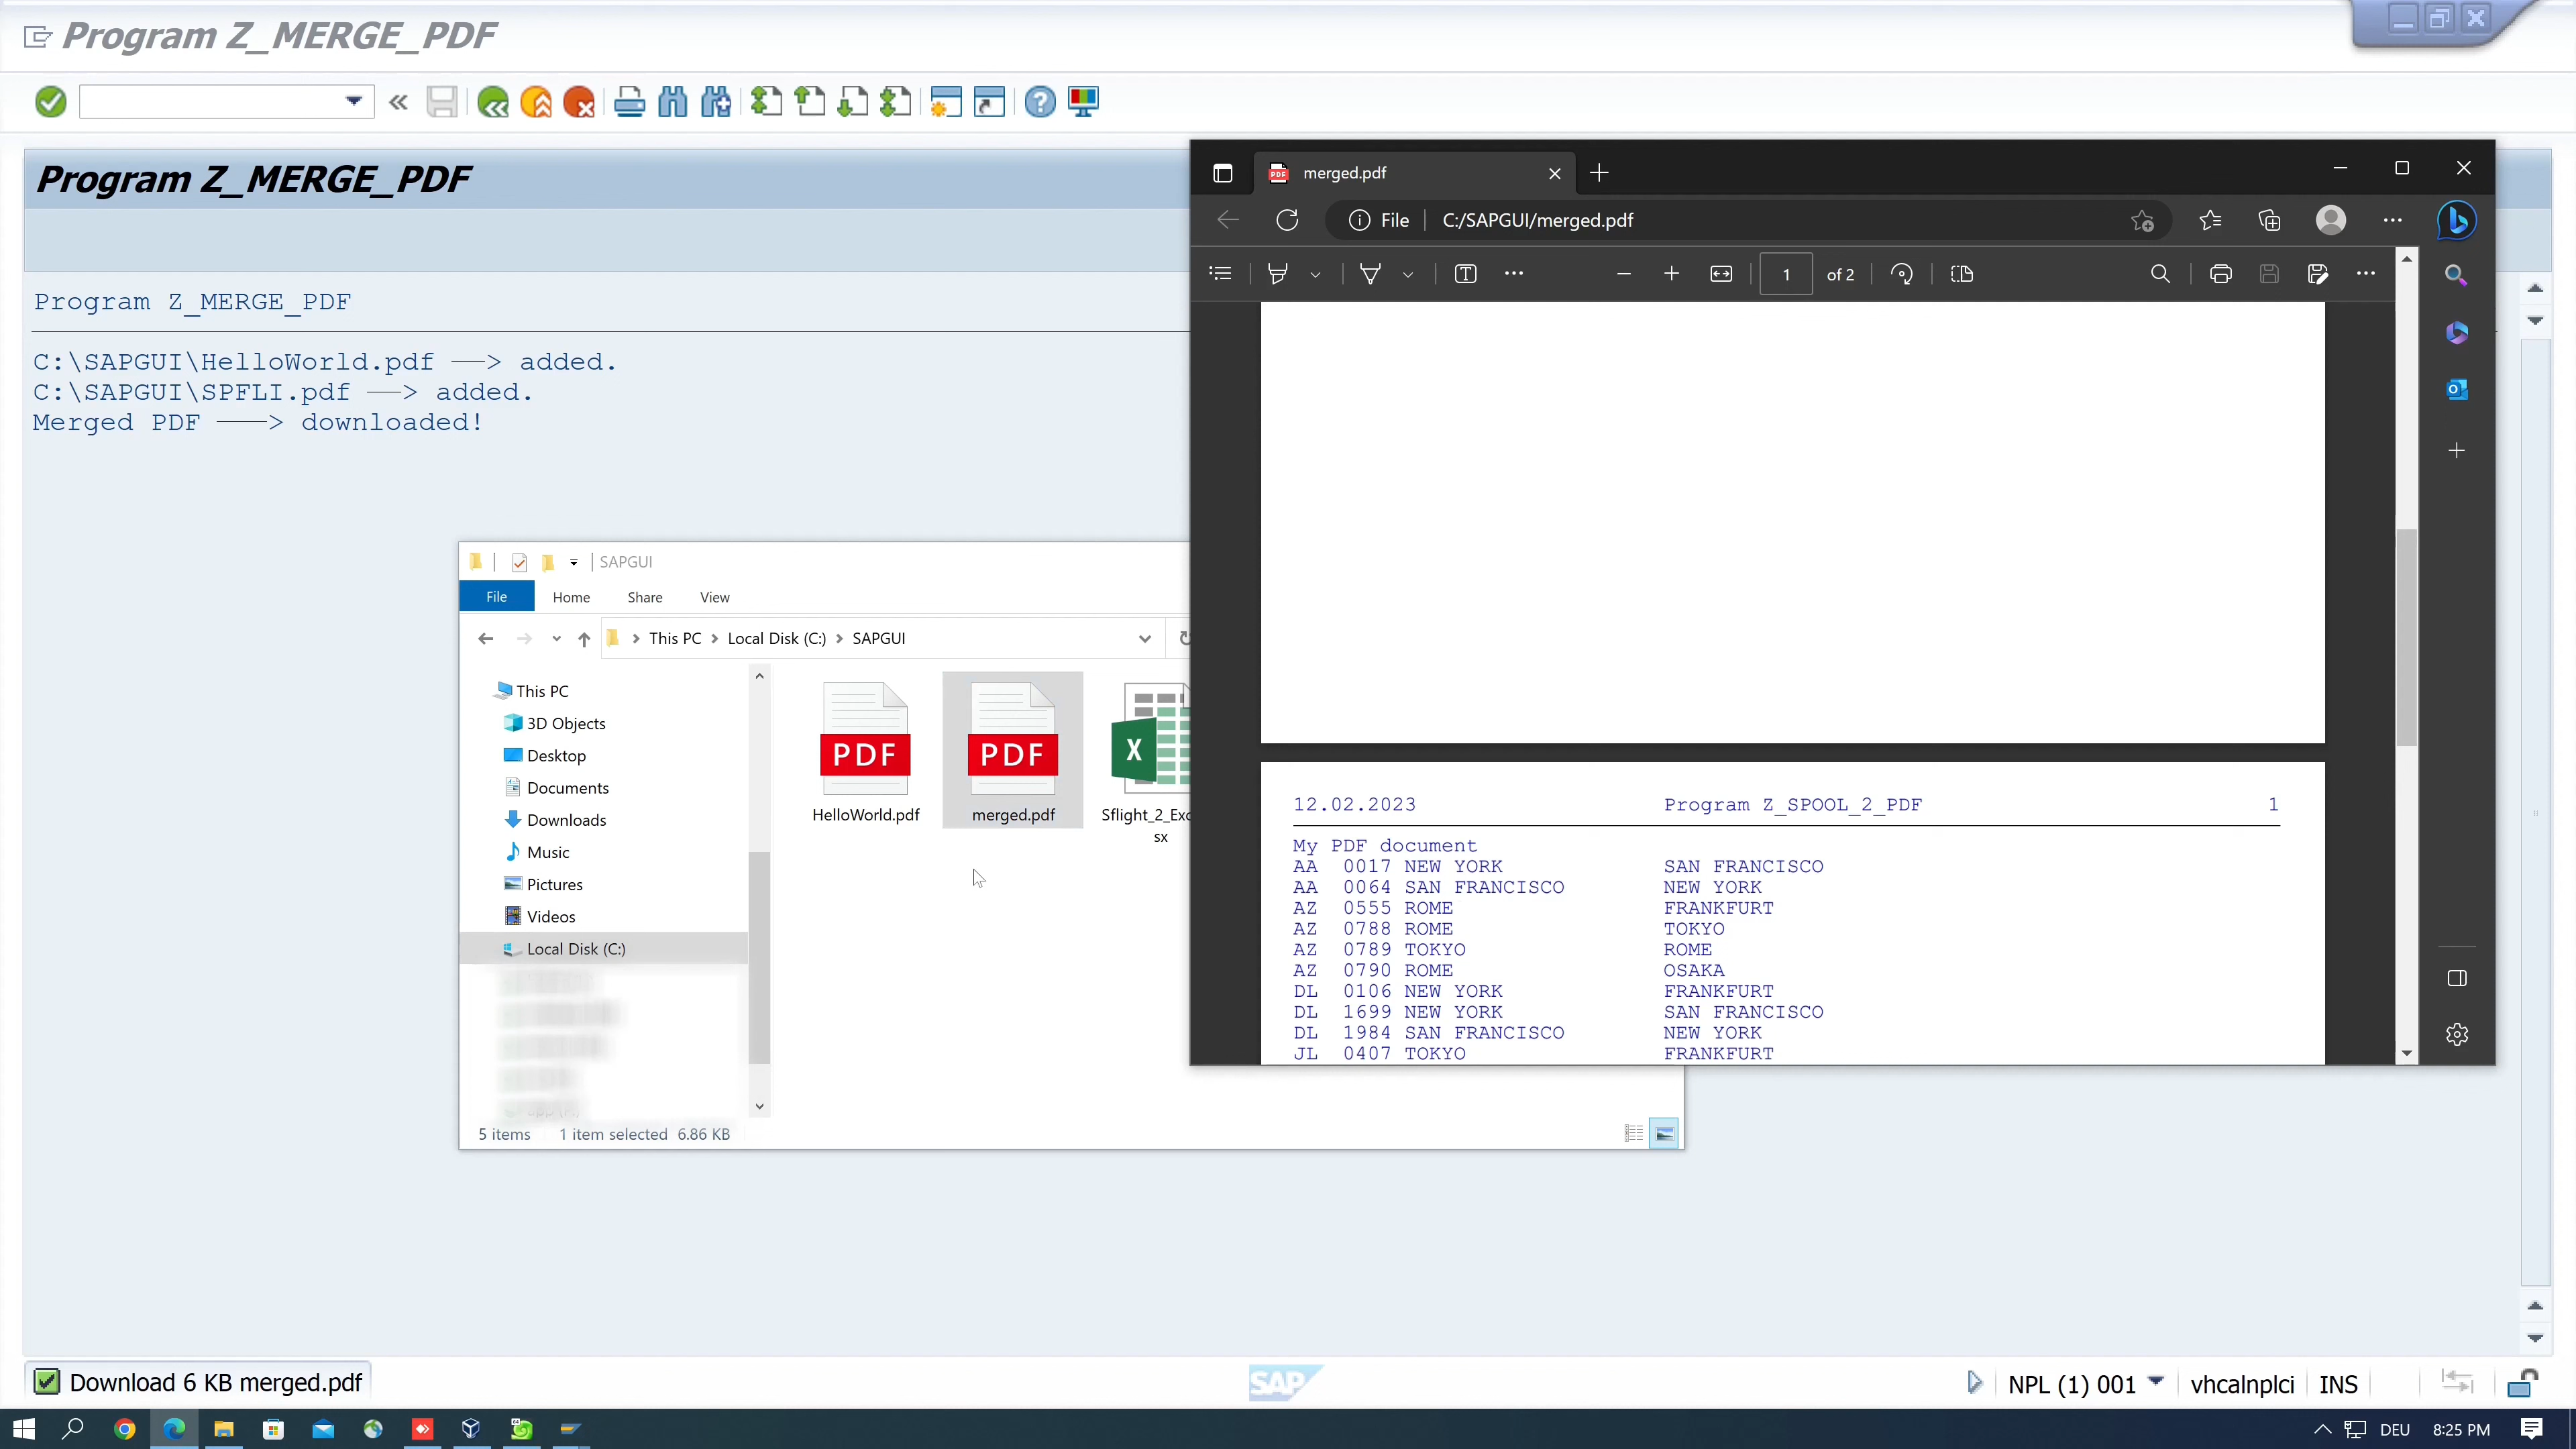 Program Z_MERGE_PDF
Program Z_MERGE_PDF
Program Z_MERGE_PDF
C:\SAPGUI\HelloWorld.pdf ——> added.
C:\SAPGUI\SPFLI.pdf ——> added.
Merged PDF ———> downloaded!
merged.pdf
File
C:/SAPGUI/merged.pdf
1
of 2
12.02.2023 Program Z_SPOOL_2_PDF 1
My PDF document
AA 0017 NEW YORK SAN FRANCISCO
AA 0064 SAN FRANCISCO NEW YORK
AZ 0555 ROME FRANKFURT
AZ 0788 ROME TOKYO
AZ 0789 TOKYO ROME
AZ 0790 ROME OSAKA
DL 0106 NEW YORK FRANKFURT
DL 1699 NEW YORK SAN FRANCISCO
DL 1984 SAN FRANCISCO NEW YORK
JL 0407 TOKYO FRANKFURT
SAPGUI
File Home Share View
This PC > Local Disk (C:) > SAPGUI
This PC
3D Objects
Desktop
Documents
Downloads
Music
Pictures
Videos
Local Disk (C:)
PDF
HelloWorld.pdf
PDF
merged.pdf
X
Sflight_2_Exc
sx
5 items 1 item selected 6.86 KB
Download 6 KB merged.pdf
SAP
NPL (1) 001 vhcalnplci INS
DEU 8:25 PM